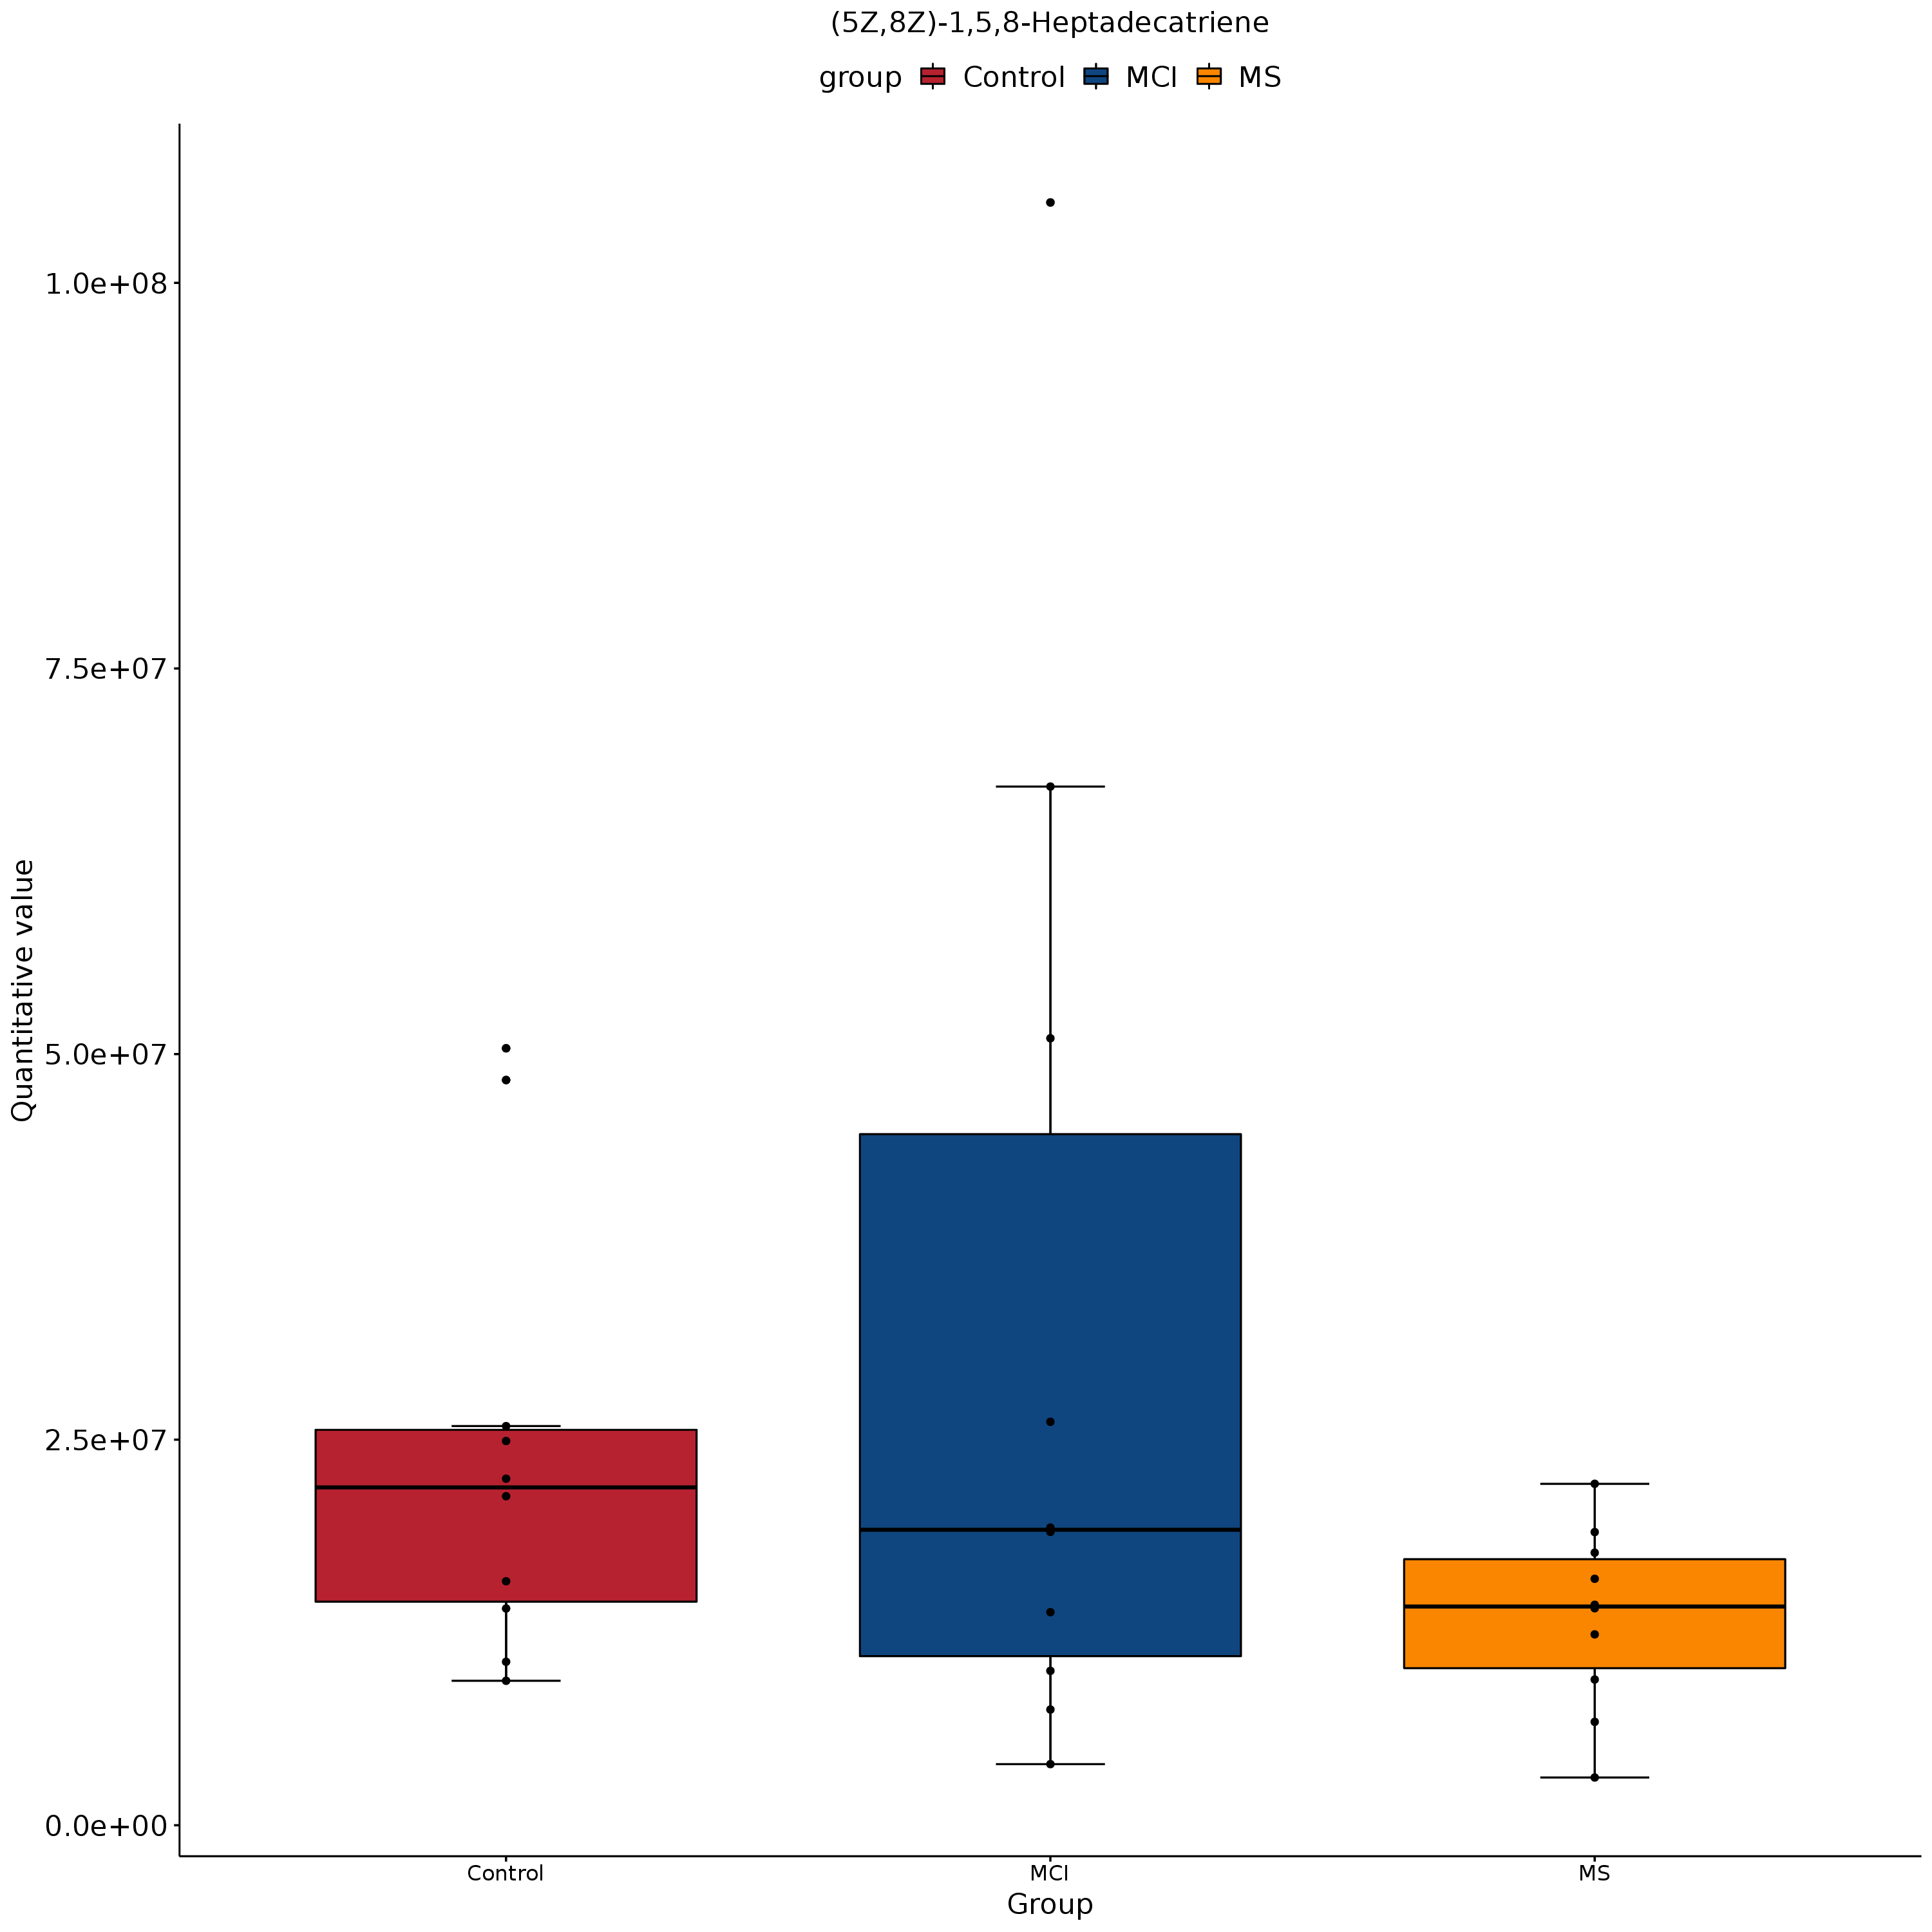 (5Z,8Z)-1,5,8-Heptadecatriene
group Control MCI MS
1.0e+08
7.5e+07
5.0e+07
2.5e+07
0.0e+00
Quantitative value
Control MCI MS
Group